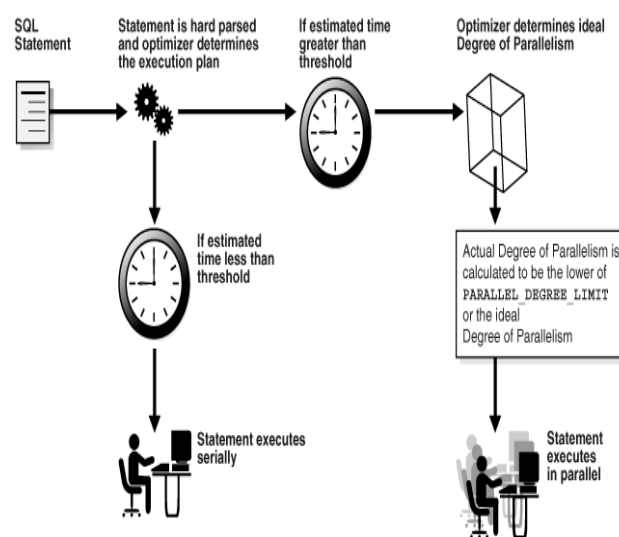 SQL
Statement
Statement is hard parsed
and optimizer determines
the execution plan
If estimated time
greater than
threshold
Optimizer determines ideal
Degree of Parallelism
If estimated
time less than
threshold
Actual Degree of Parallelism is
calculated to be the lower of
PARALLEL_DEGREE_LIMIT
or the ideal
Degree of Parallelism
Statement executes
serially
Statement
executes
in parallel